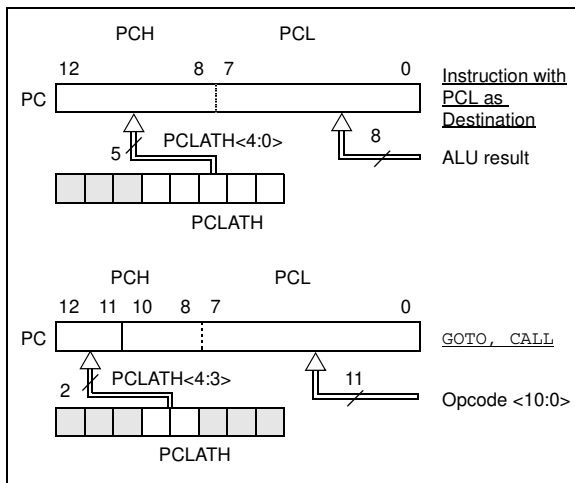 PCH PCL
12 8 7 0
PC
Instruction with
PCL as
Destination
5 PCLATH<4:0> 8
ALU result
PCLATH
PCH PCL
12 11 10 8 7 0
PC
GOTO, CALL
2 PCLATH<4:3> 11
Opcode <10:0>
PCLATH